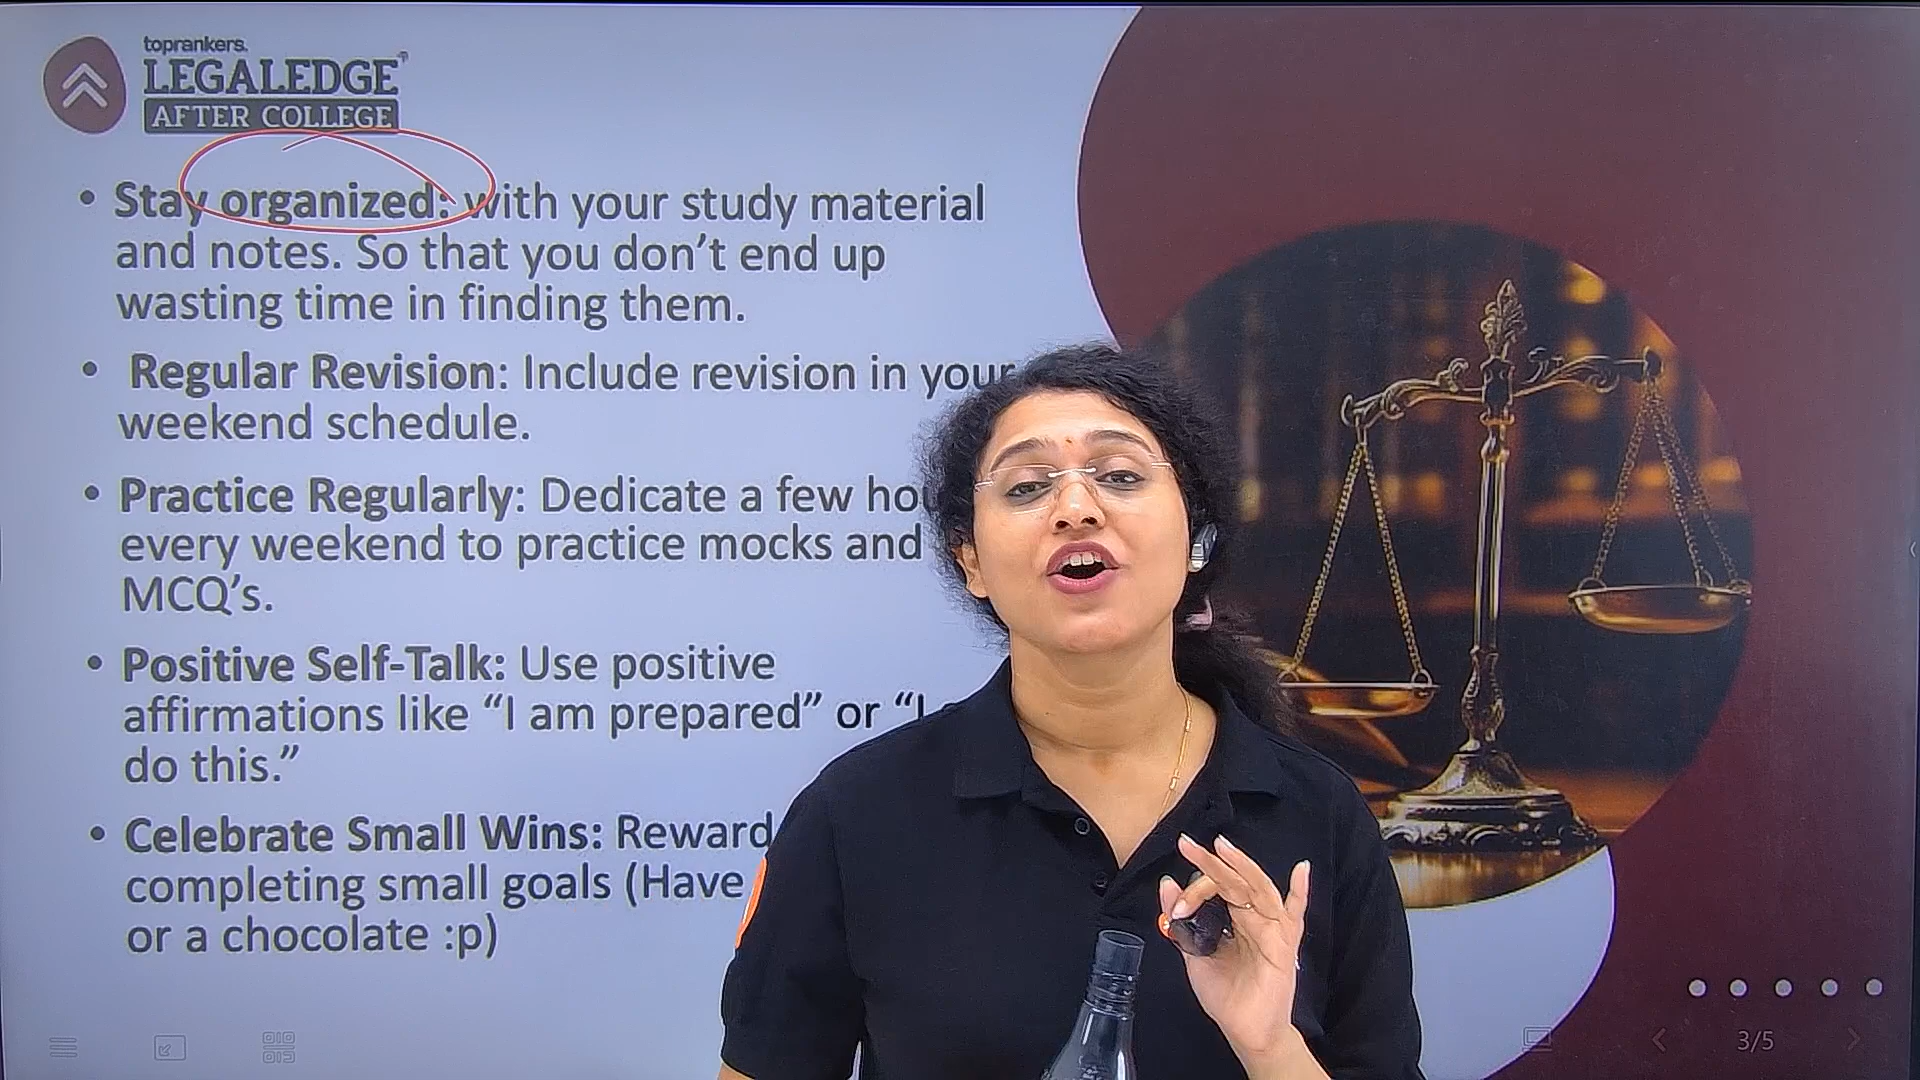 toprankers.
LEGALEDGE
AFTER COLLEGE
• Stay organized: with your study material
and notes. So that you don’t end up
wasting time in finding them.
• Regular Revision: Include revision in your
weekend schedule.
• Practice Regularly: Dedicate a few
every weekend to practice mocks and
MCQ’s.
• Positive Self-Talk: Use positive
affirmations like “I am prepared” or “I
do this.”
• Celebrate Small Wins: Reward
completing small goals (Have
or a chocolate :p)
3/5